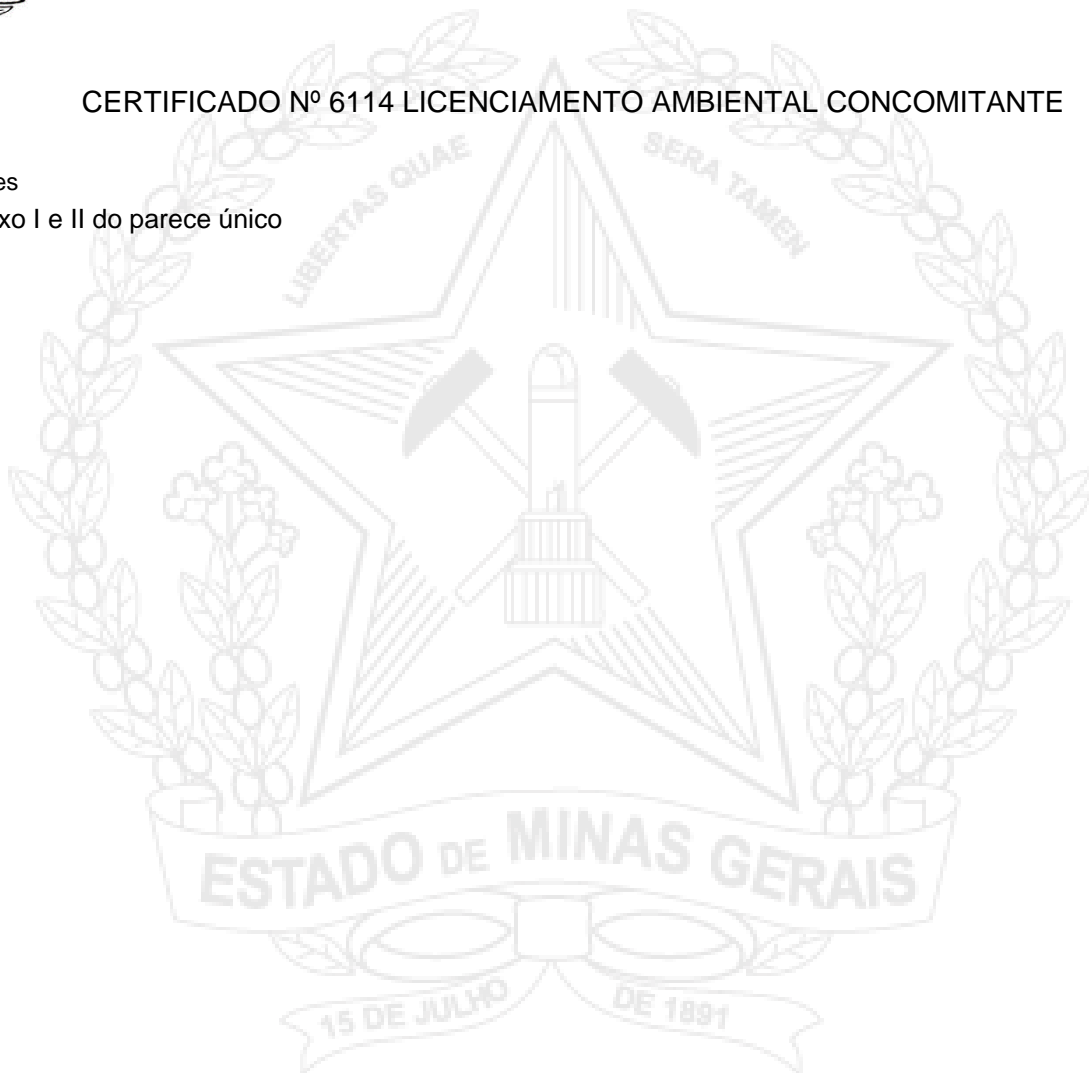 CERTIFICADO Nº 6114 LICENCIAMENTO AMBIENTAL CONCOMITANTE
es
xo I e II do parece único
LIBERTAS QUAE SERA TAMEN
ESTADO DE MINAS GERAIS
15 DE JULHO DE 1891